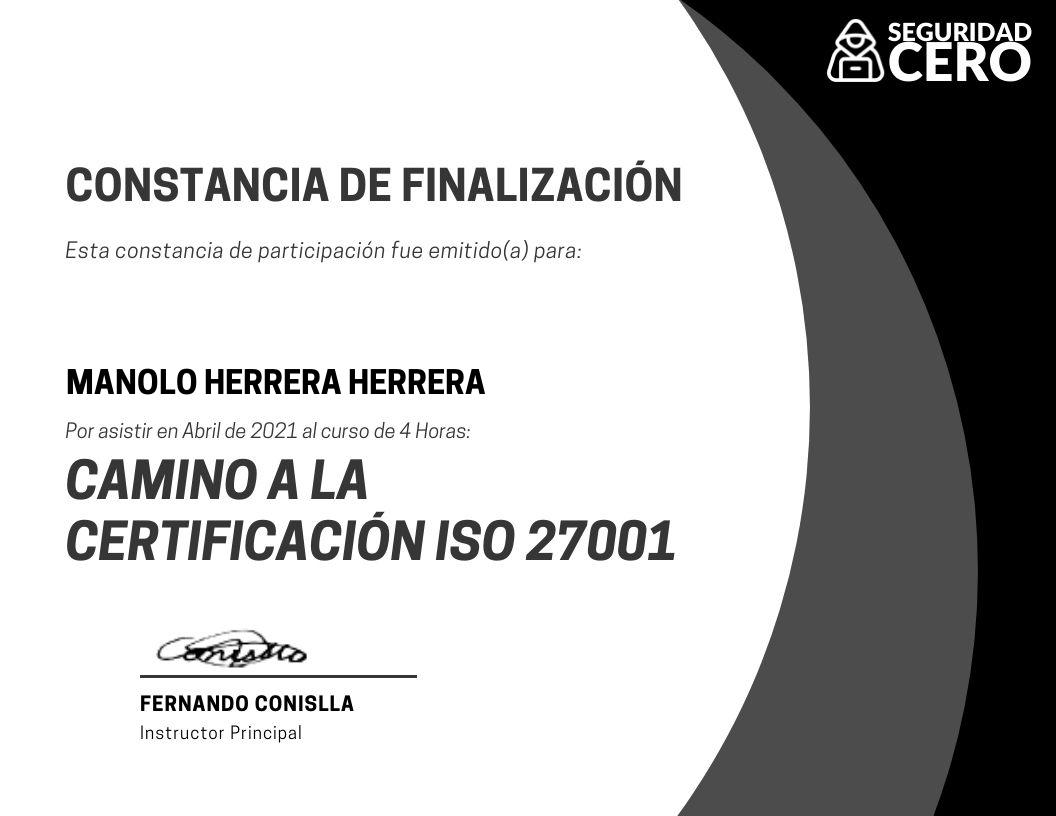 SEGURIDAD
CERO
CONSTANCIA DE FINALIZACIÓN
Esta constancia de participación fue emitido(a) para:
MANOLO HERRERA HERRERA
Por asistir en Abril de 2021 al curso de 4 Horas:
CAMINO A LA
CERTIFICACIÓN ISO 27001
Conislla
FERNANDO CONISLLA
Instructor Principal